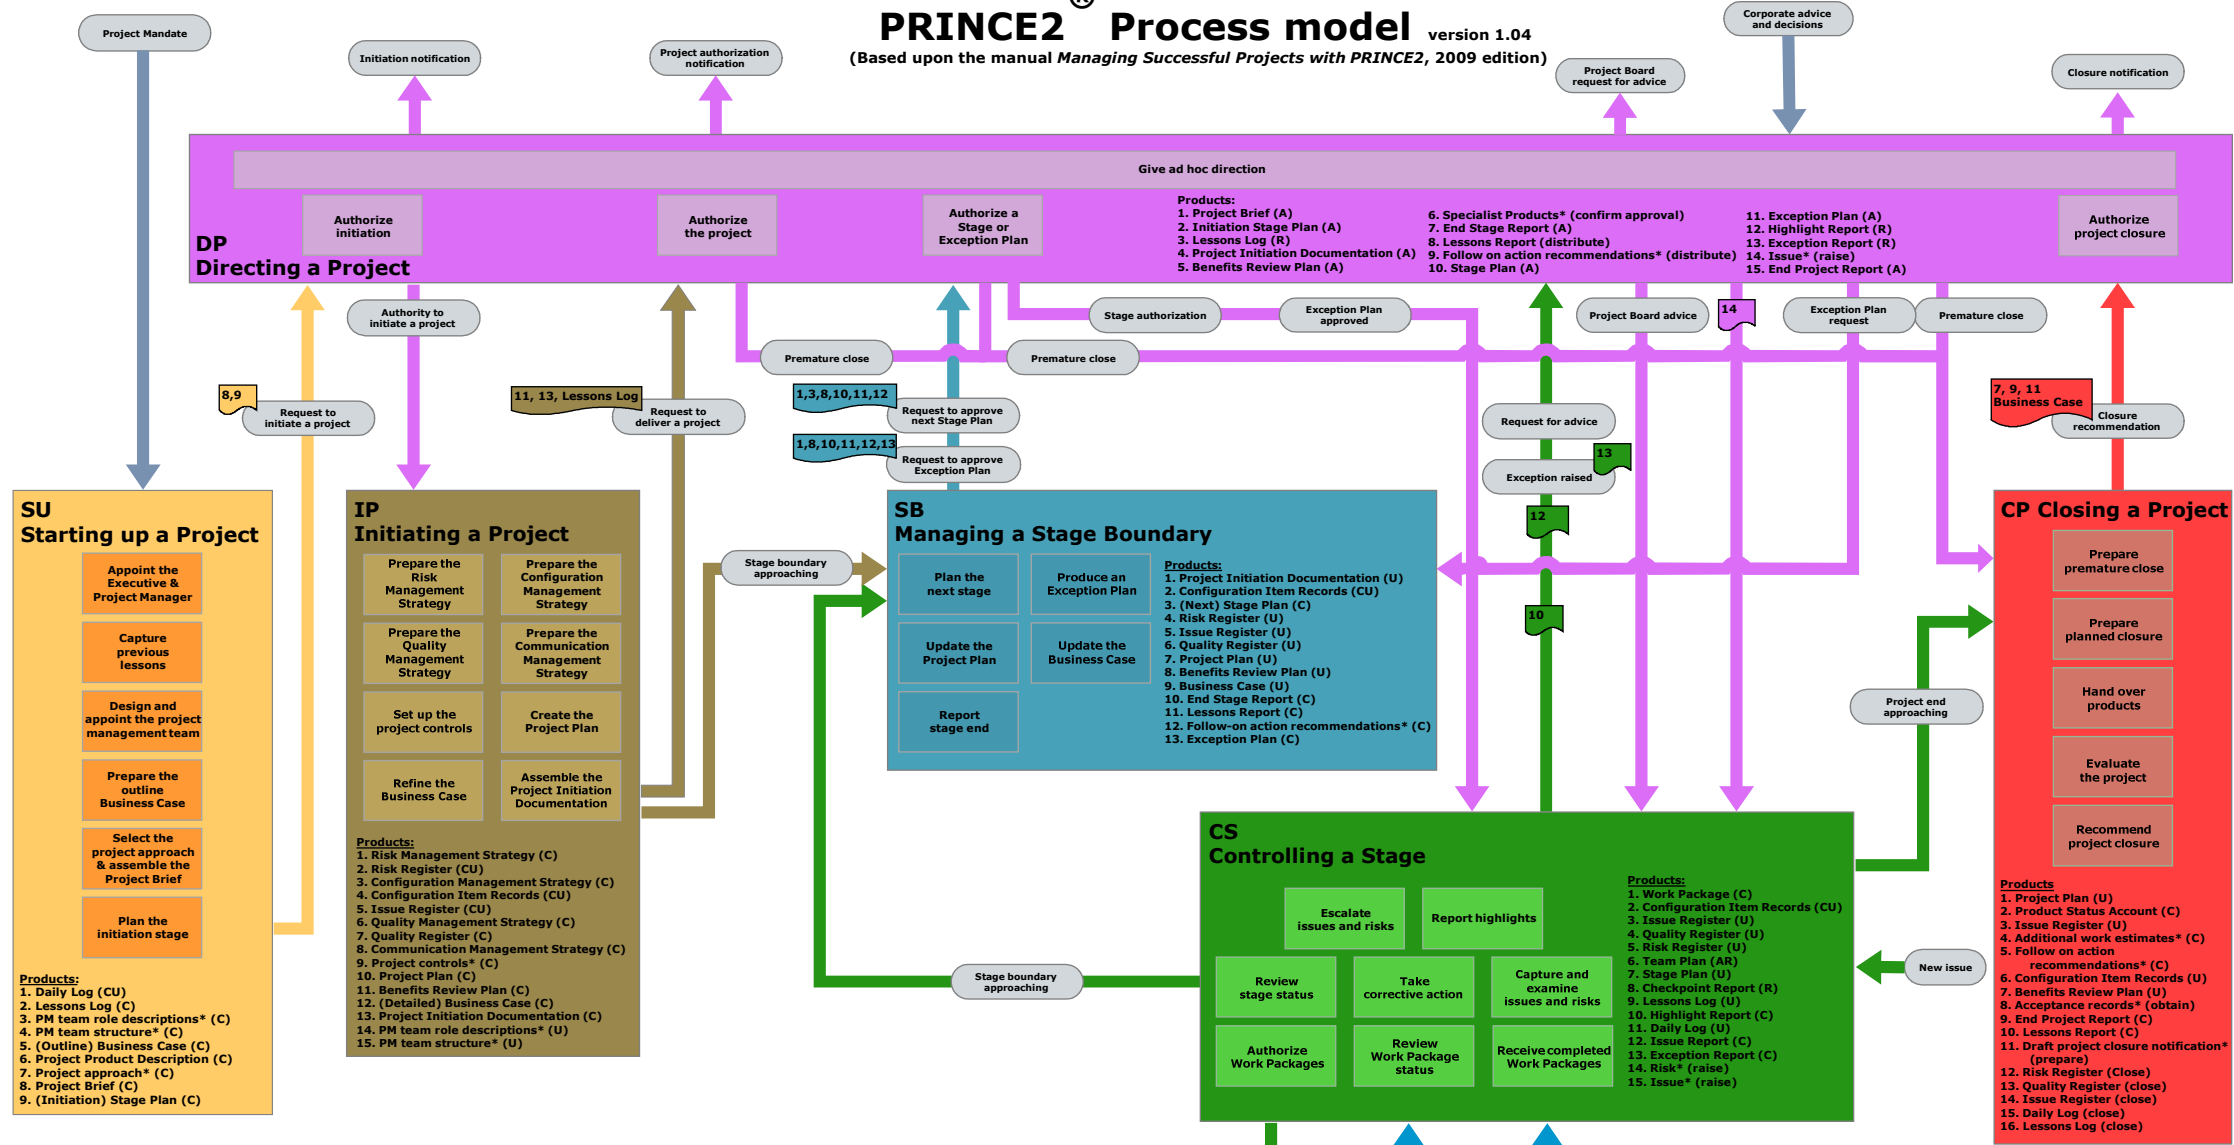 PRINCE2® Process model version 1.04
(Based upon the manual Managing Successful Projects with PRINCE2, 2009 edition)
Project Mandate
Initiation notification
Project authorization
notification
Project Board
request for advice
Corporate advice
and decisions
Closure notification
Give ad hoc direction
Authorize
initiation
Authorize
the project
Authorize a
Stage or
Exception Plan
Products:
1. Project Brief (A)
2. Initiation Stage Plan (A)
3. Lessons Log (R)
4. Project Initiation Documentation (A)
5. Benefits Review Plan (A)
6. Specialist Products* (confirm approval)
7. End Stage Report (A)
8. Lessons Report (distribute)
9. Follow on action recommendations* (distribute)
10. Stage Plan (A)
11. Exception Plan (A)
12. Highlight Report (R)
13. Exception Report (R)
14. Issue* (raise)
15. End Project Report (A)
Authorize
project closure
DP
Directing a Project
Authority to
initiate a project
Stage authorization
Exception Plan
approved
Project Board advice
14
Exception Plan
request
Premature close
Premature close
Premature close
8,9
Request to
initiate a project
11, 13, Lessons Log
Request to
deliver a project
1,3,8,10,11,12
Request to approve
next Stage Plan
1,8,10,11,12,13
Request to approve
Exception Plan
Request for advice
13
Exception raised
12
10
7, 9, 11
Business Case
Closure
recommendation
SU
Starting up a Project
Appoint the
Executive &
Project Manager
Capture
previous
lessons
Design and
appoint the project
management team
Prepare the
outline
Business Case
Select the
project approach
& assemble the
Project Brief
Plan the
initiation stage
Products:
1. Daily Log (CU)
2. Lessons Log (C)
3. PM team role descriptions* (C)
4. PM team structure* (C)
5. (Outline) Business Case (C)
6. Project Product Description (C)
7. Project approach* (C)
8. Project Brief (C)
9. (Initiation) Stage Plan (C)
IP
Initiating a Project
Prepare the
Risk
Management
Strategy
Prepare the
Configuration
Management
Strategy
Prepare the
Quality
Management
Strategy
Prepare the
Communication
Management
Strategy
Set up the
project controls
Create the
Project Plan
Refine the
Business Case
Assemble the
Project Initiation
Documentation
Products:
1. Risk Management Strategy (C)
2. Risk Register (CU)
3. Configuration Management Strategy (C)
4. Configuration Item Records (CU)
5. Issue Register (CU)
6. Quality Management Strategy (C)
7. Quality Register (C)
8. Communication Management Strategy (C)
9. Project controls* (C)
10. Project Plan (C)
11. Benefits Review Plan (C)
12. (Detailed) Business Case (C)
13. Project Initiation Documentation (C)
14. PM team role descriptions* (U)
15. PM team structure* (U)
Stage boundary
approaching
SB
Managing a Stage Boundary
Plan the
next stage
Produce an
Exception Plan
Update the
Project Plan
Update the
Business Case
Report
stage end
Products:
1. Project Initiation Documentation (U)
2. Configuration Item Records (CU)
3. (Next) Stage Plan (C)
4. Risk Register (U)
5. Issue Register (U)
6. Quality Register (U)
7. Project Plan (U)
8. Benefits Review Plan (U)
9. Business Case (U)
10. End Stage Report (C)
11. Lessons Report (C)
12. Follow-on action recommendations* (C)
13. Exception Plan (C)
Stage boundary
approaching
CS
Controlling a Stage
Escalate
issues and risks
Report highlights
Review
stage status
Take
corrective action
Capture and
examine
issues and risks
Authorize
Work Packages
Review
Work Package
status
Receive completed
Work Packages
Products:
1. Work Package (C)
2. Configuration Item Records (CU)
3. Issue Register (U)
4. Quality Register (U)
5. Risk Register (U)
6. Team Plan (AR)
7. Stage Plan (U)
8. Checkpoint Report (R)
9. Lessons Log (U)
10. Highlight Report (C)
11. Daily Log (U)
12. Issue Report (C)
13. Exception Report (C)
14. Risk* (raise)
15. Issue* (raise)
Project end
approaching
New issue
CP Closing a Project
Prepare
premature close
Prepare
planned closure
Hand over
products
Evaluate
the project
Recommend
project closure
Products
1. Project Plan (U)
2. Product Status Account (C)
3. Issue Register (U)
4. Additional work estimates* (C)
5. Follow on action
recommendations* (C)
6. Configuration Item Records (U)
7. Benefits Review Plan (U)
8. Acceptance records* (obtain)
9. End Project Report (C)
10. Lessons Report (C)
11. Draft project closure notification*
(prepare)
12. Risk Register (Close)
13. Quality Register (close)
14. Issue Register (close)
15. Daily Log (close)
16. Lessons Log (close)